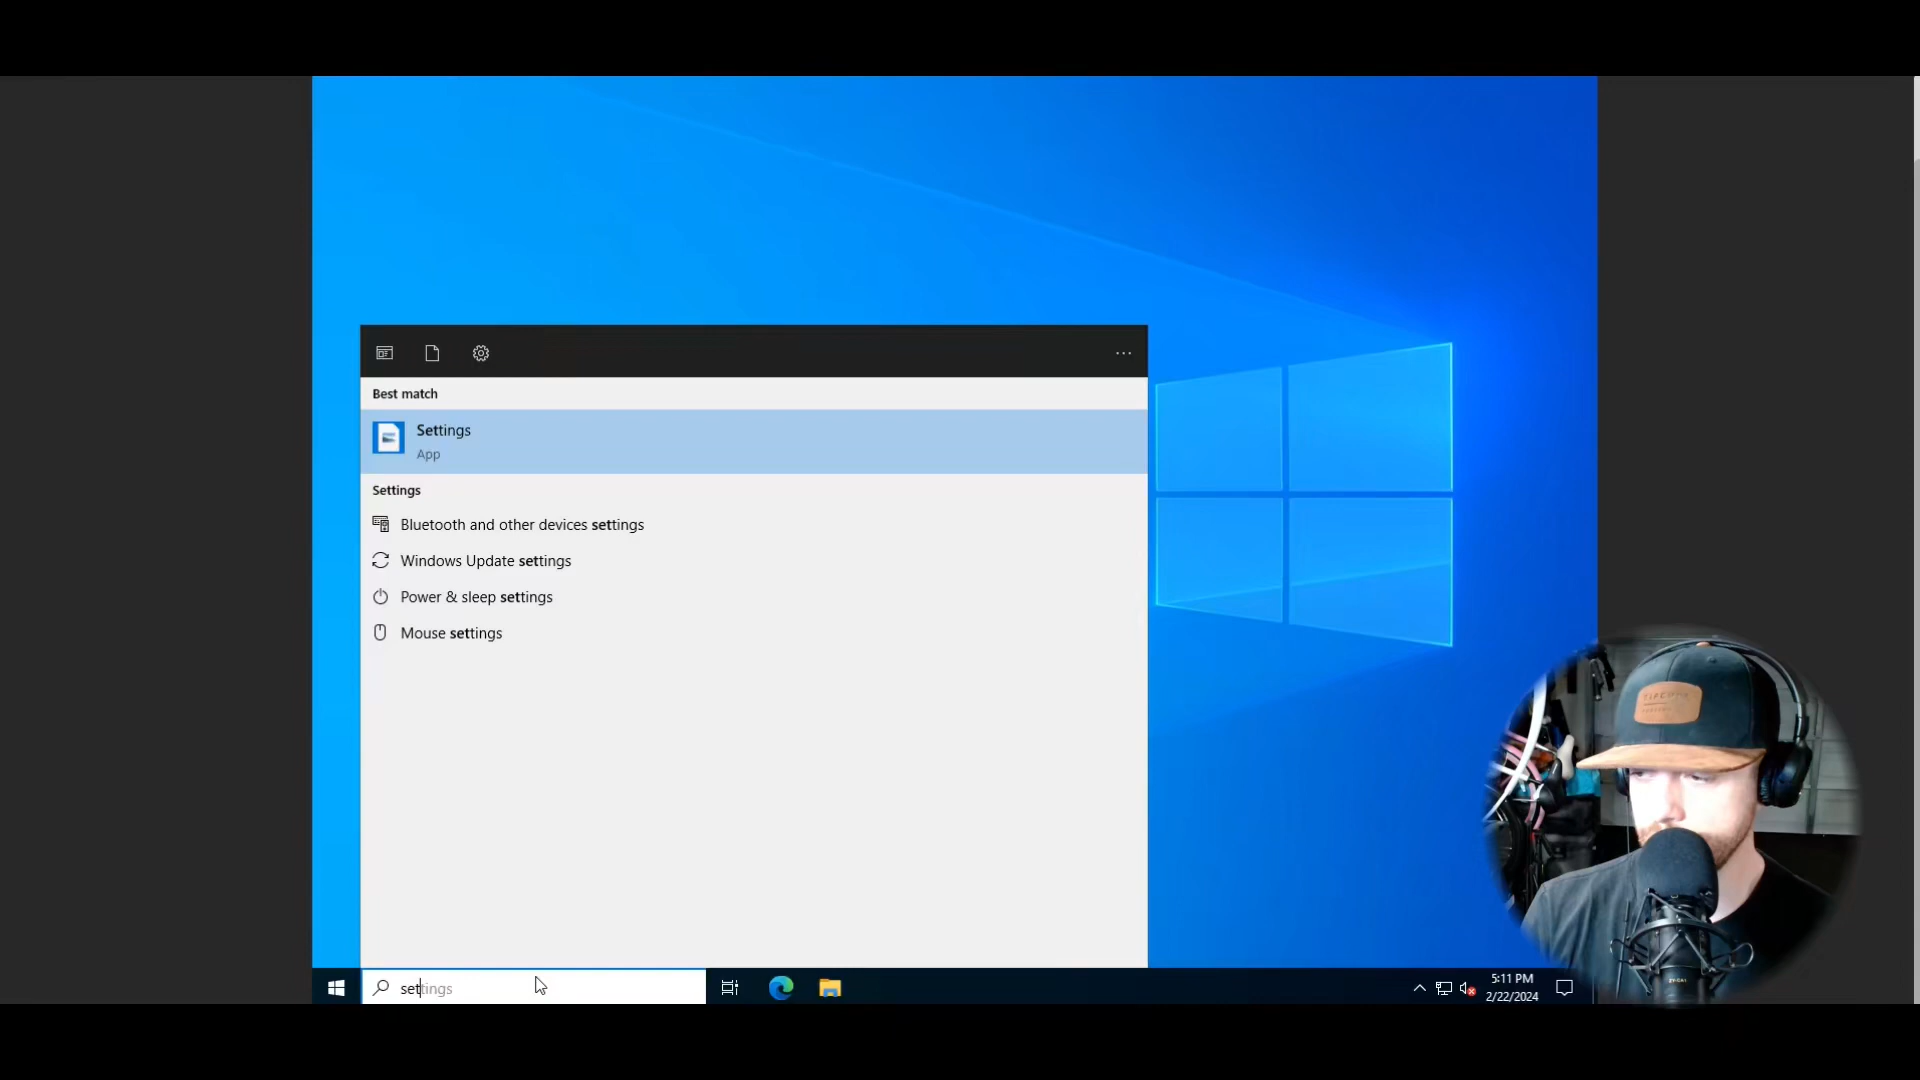 ...
Best match
Settings
App
Settings
Bluetooth and other devices settings
Windows Update settings
Power & sleep settings
Mouse settings
settings
5:11 PM
2/22/2024